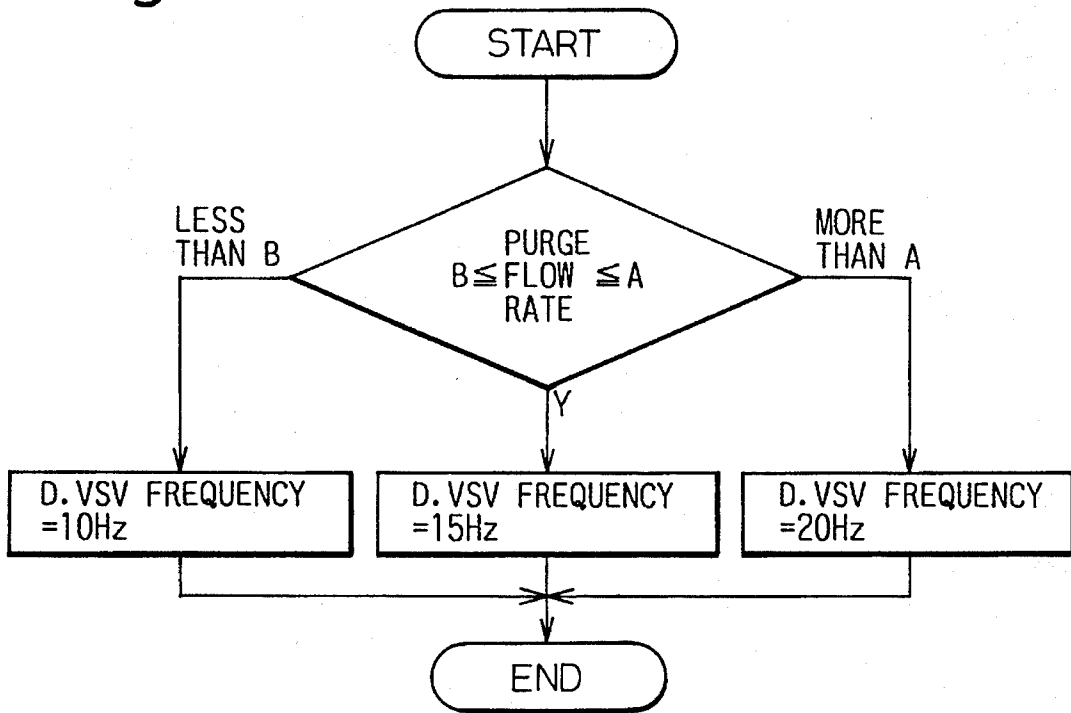 START
LESS
THAN B
MORE
THAN A
PURGE
B≦FLOW ≦A
RATE
Y
D.VSV FREQUENCY
=10Hz
D.VSV FREQUENCY
=15Hz
D.VSV FREQUENCY
=20Hz
END